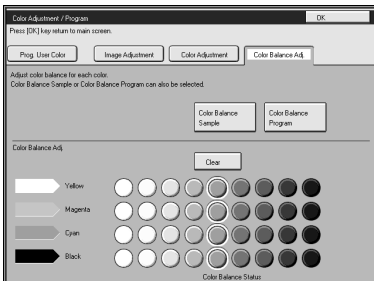 Color Adjustment / Program
OK
Press [OK] key return to main screen.
Prog. User Color
Image Adjustment
Color Adjustment
Color Balance Adj.
Adjust color balance for each color.
Color Balance Sample or Color Balance Program can also be selected.
Color Balance
Sample
Color Balance
Program
Color Balance Adj.
Clear
Yellow
Magenta
Cyan
Black
Color Balance Status